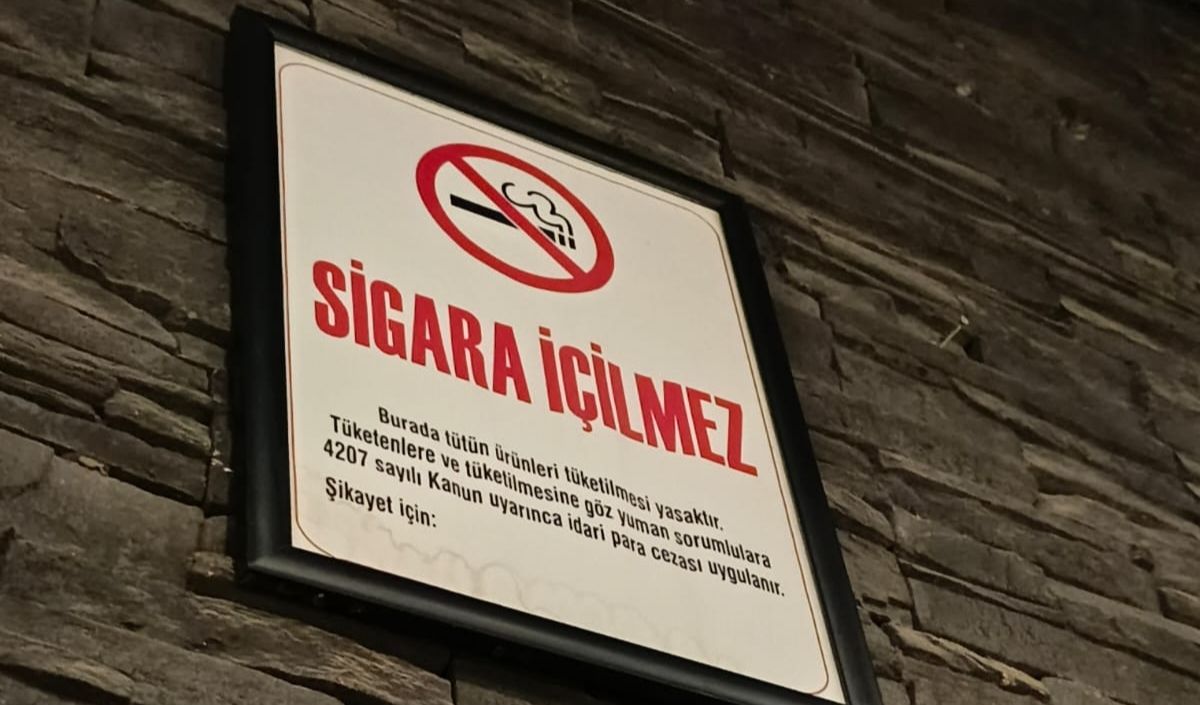 SİGARA İÇİLMEZ
Burada tütün ürünleri tüketilmesi yasaktır.
Tüketenlere ve tüketilmesine göz yuman sorumlulara
4207 sayılı Kanun uyarınca idari para cezası uygulanır.
Şikayet için: